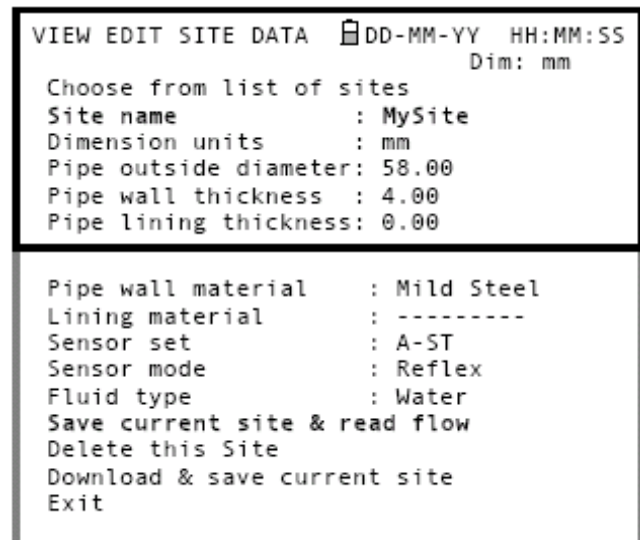 VIEW EDIT SITE DATA DD-MM-YY HH:MM:SS
Dim: mm
Choose from list of sites
Site name : MySite
Dimension units : mm
Pipe outside diameter: 58.00
Pipe wall thickness : 4.00
Pipe lining thickness: 0.00
Pipe wall material : Mild Steel
Lining material : ---------
Sensor set : A-ST
Sensor mode : Reflex
Fluid type : Water
Save current site & read flow
Delete this Site
Download & save current site
Exit